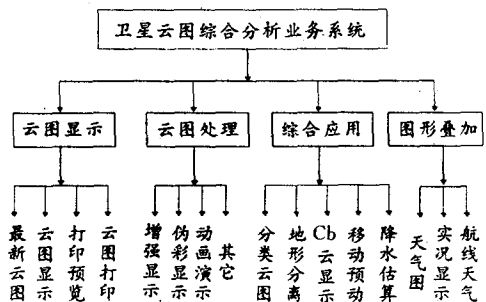 卫星云图综合分析业务系统
云图显示
云图处理
综合应用
图形叠加
最新云图
云图显示
打印预览
云图打印
增强显示
伪彩显示
动画演示
其它
分类云图
地形分离
Cb云显示
移动预动
降水估算
天气图
实况显示
航线天气